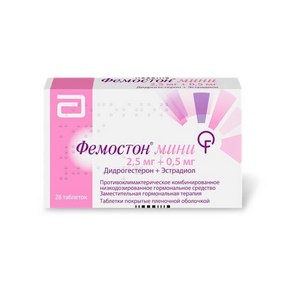 Фемостон® мини
2,5 мг + 0,5 мг
Дидрогестерон + Эстрадиол
Противоклимактерическое комбинированное
низкодозированное гормональное средство
Заместительная гормональная терапия
28 таблеток
Таблетки покрытые пленочной оболочкой